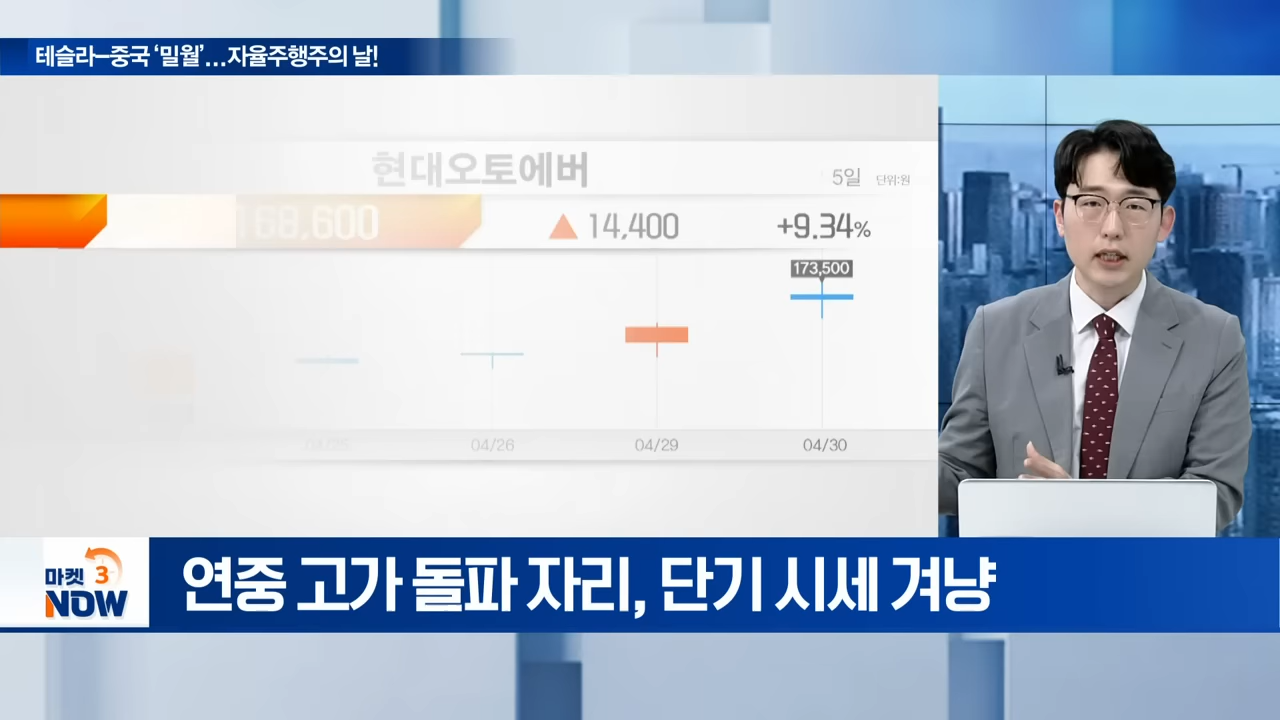 테슬라-중국 '밀월'…자율주행주의 날!
현대오토에버
5일 단위:원
168,600 ▲ 14,400 +9.34%
173,500
04/25 04/26 04/29 04/30
마켓 3
NOW
연중 고가 돌파 자리, 단기 시세 겨냥